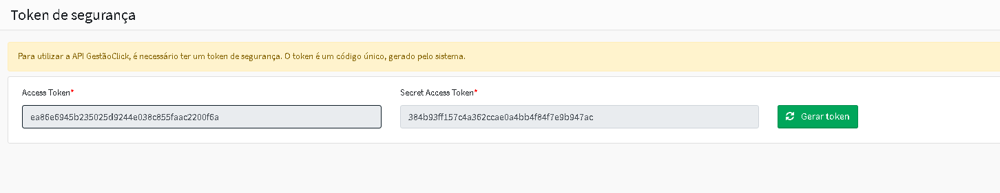 Token de segurança
Para utilizar a API GestãoClick, é necessário ter um token de segurança. O token é um código único, gerado pelo sistema.
Access Token* Secret Access Token*
ea86e6945b235025d9244e038c855faac2200f6a 384b93ff157c4a362ccae0a4bb4f84f7e9b947ac Gerar token